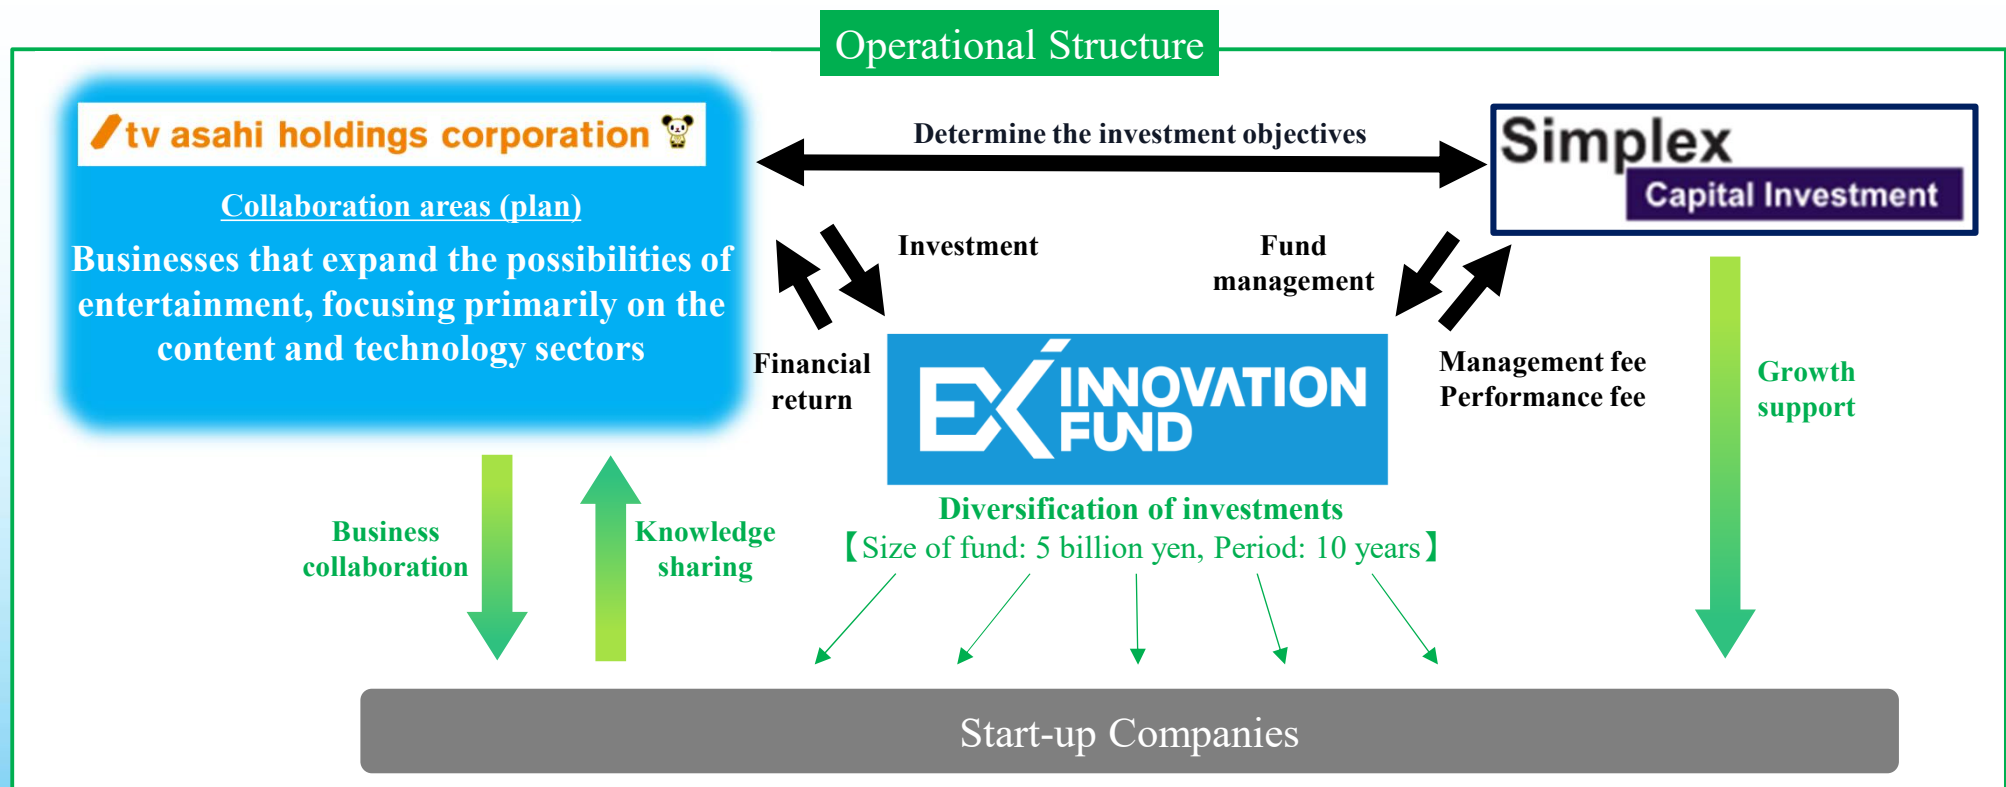 Operational Structure
tv asahi holdings corporation
Collaboration areas (plan)
Businesses that expand the possibilities of
entertainment, focusing primarily on the
content and technology sectors
Determine the investment objectives
Simplex
Capital Investment
Investment
Fund
management
Financial
return
EX INNOVATION
FUND
Management fee
Performance fee
Growth
support
Diversification of investments
【Size of fund: 5 billion yen, Period: 10 years】
Business
collaboration
Knowledge
sharing
Start-up Companies